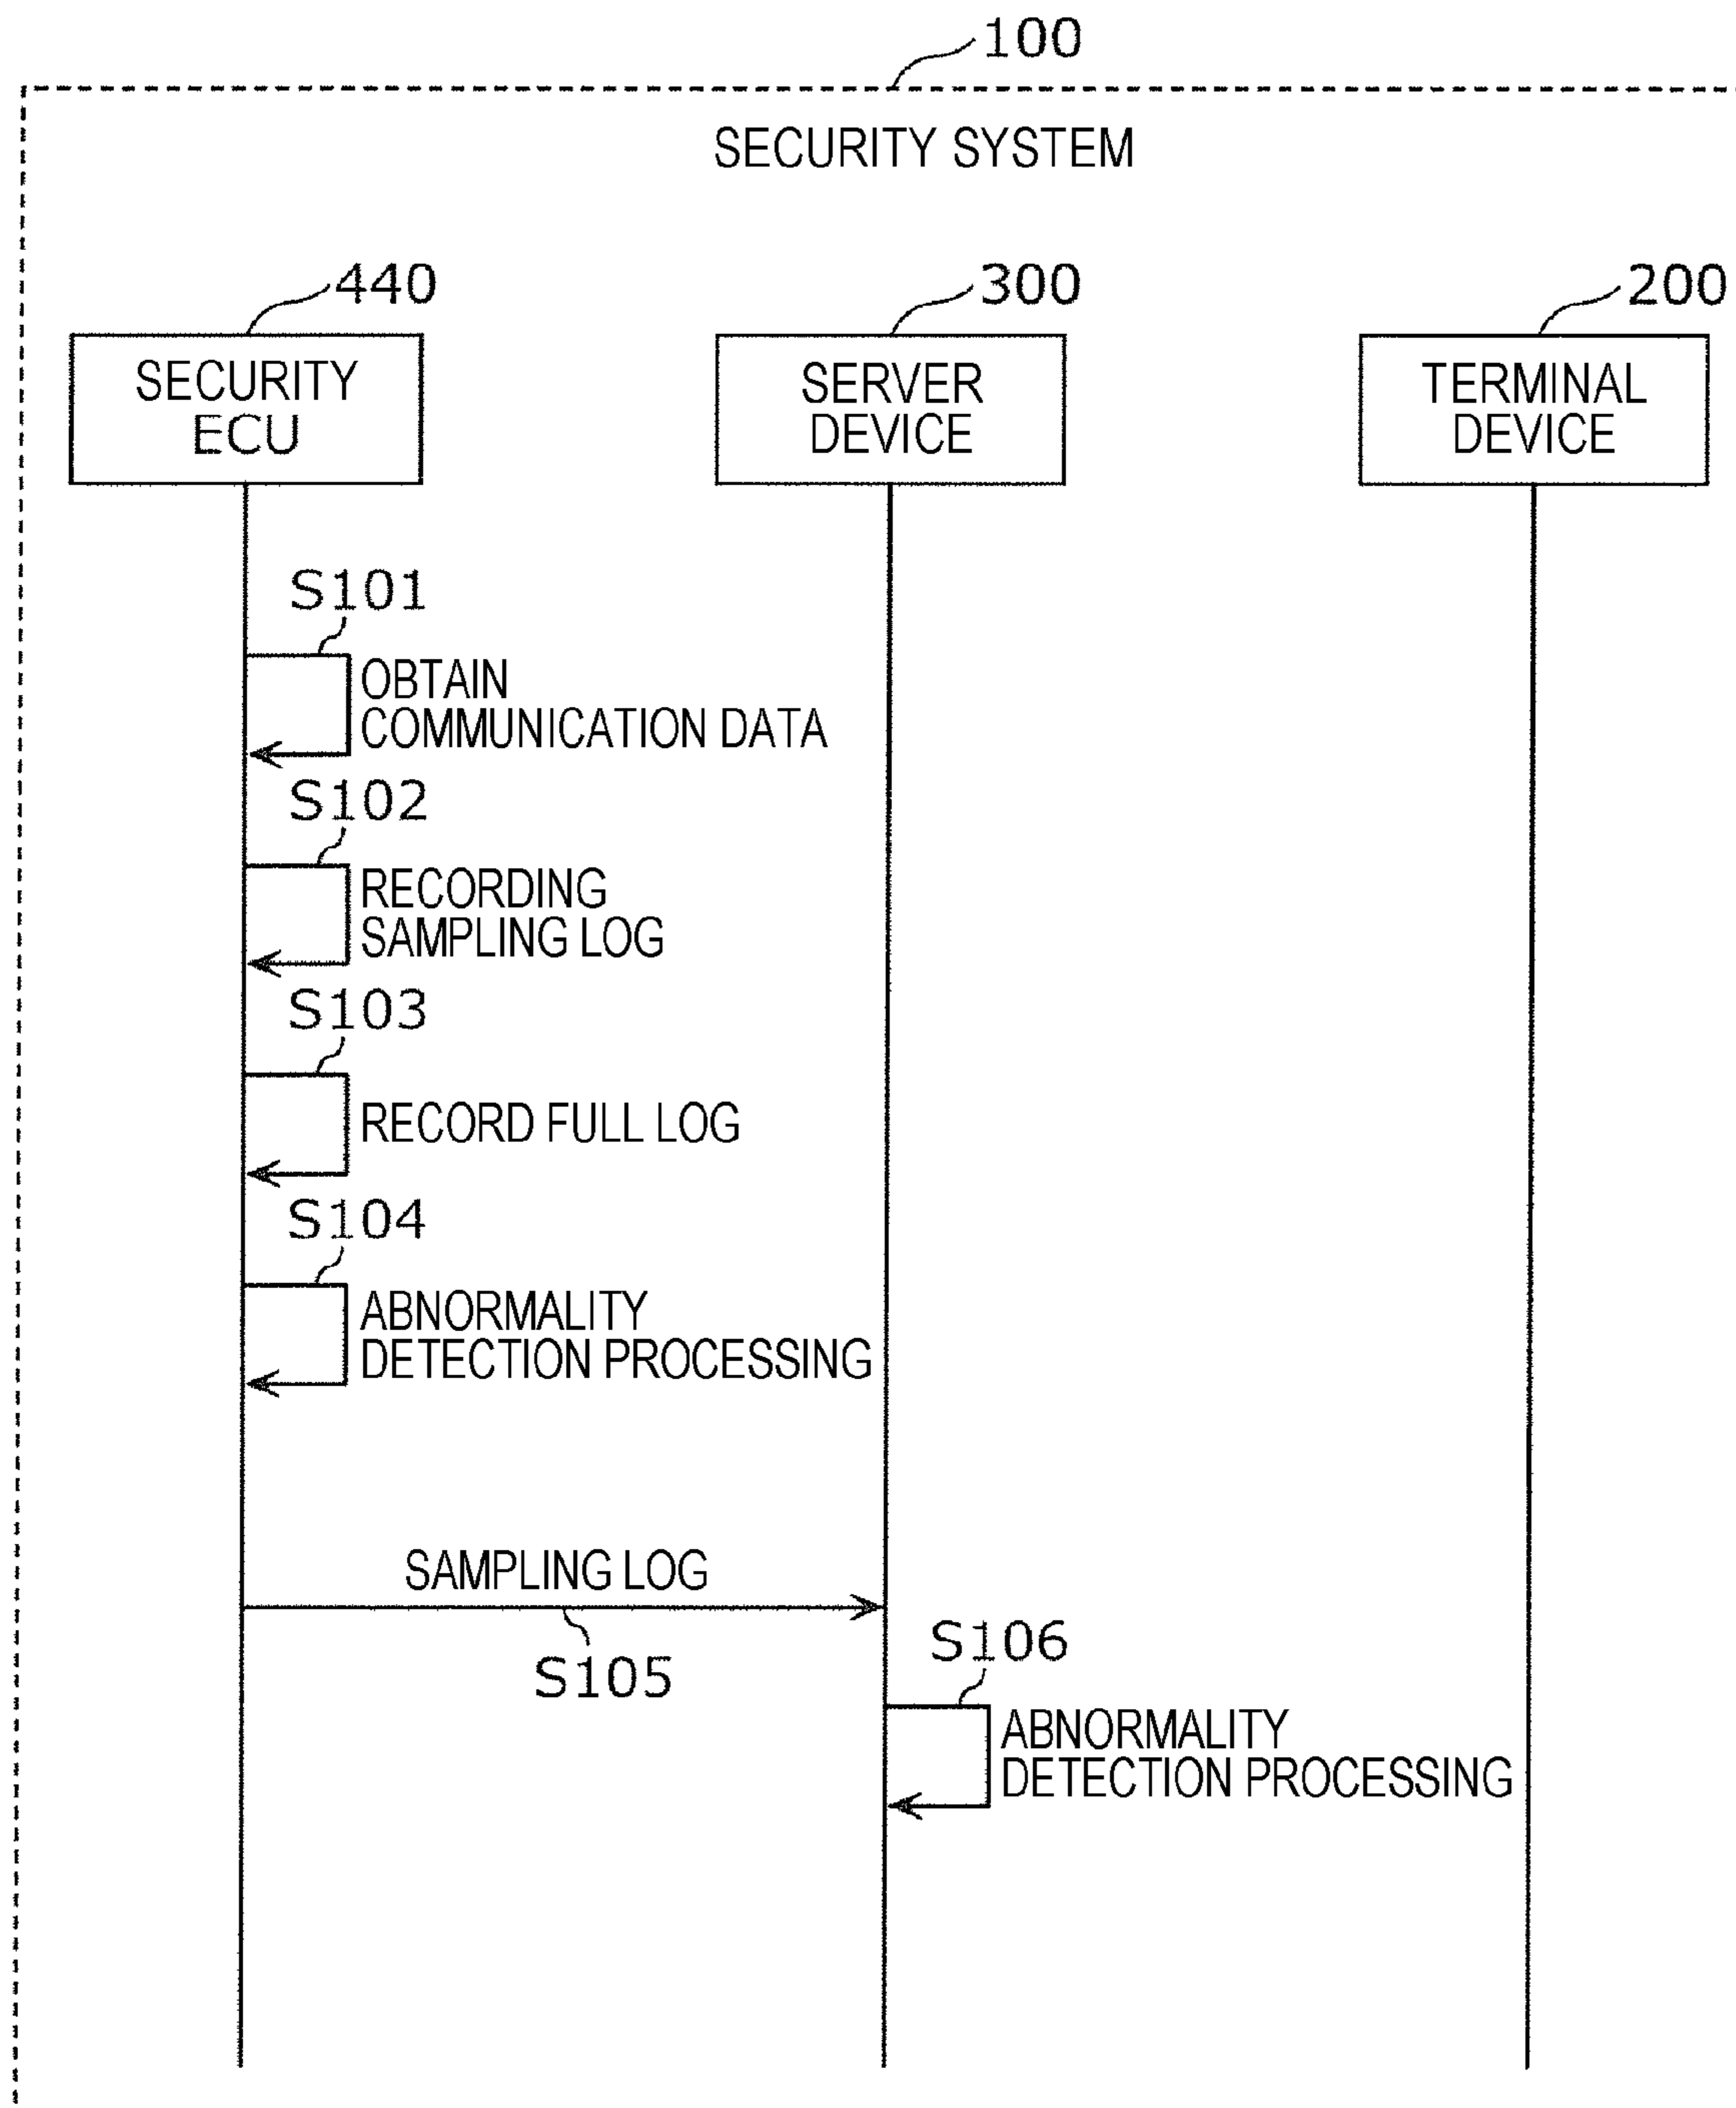 100
SECURITY SYSTEM
440
300
200
SECURITY
ECU
SERVER
DEVICE
TERMINAL
DEVICE
S101
OBTAIN
COMMUNICATION DATA
S102
RECORDING
SAMPLING LOG
S103
RECORD FULL LOG
S104
ABNORMALITY
DETECTION PROCESSING
SAMPLING LOG
S105
S106
ABNORMALITY
DETECTION PROCESSING